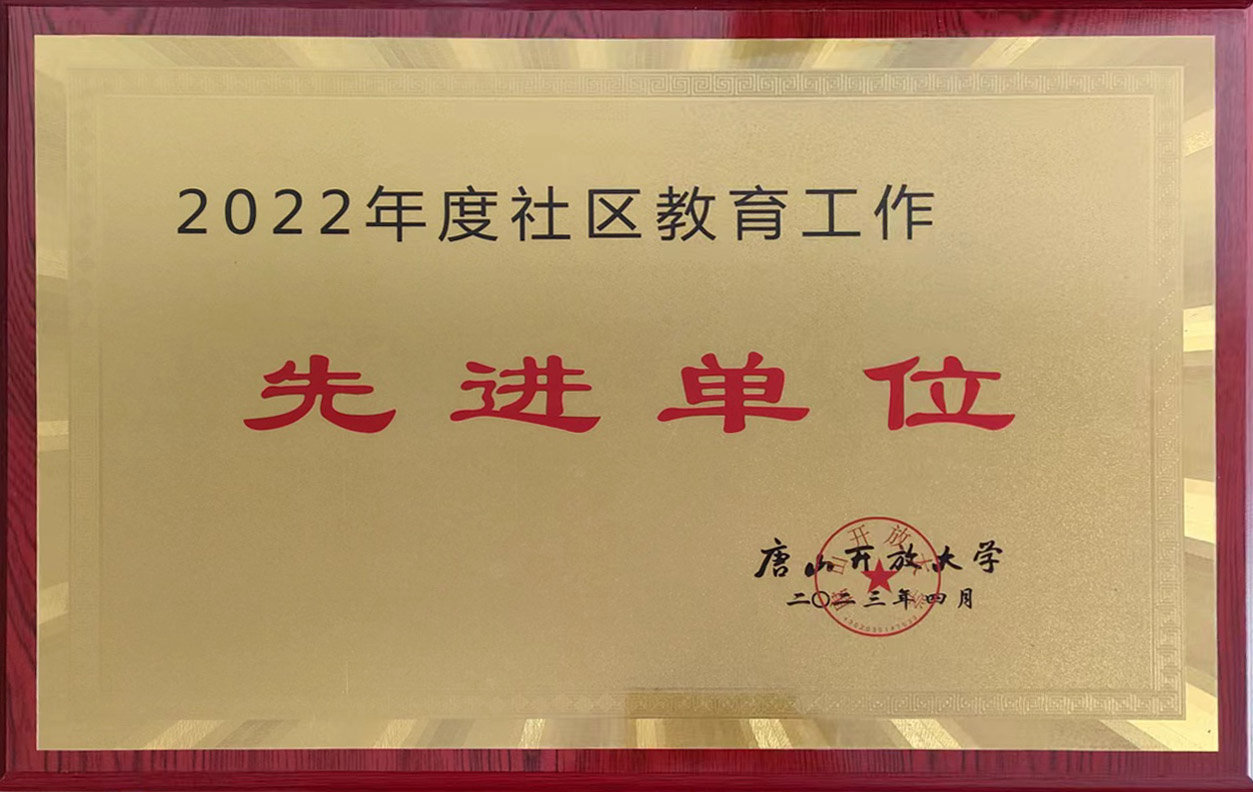 2022年度社区教育工作
先进单位
唐山开放大学
二〇二三年四月